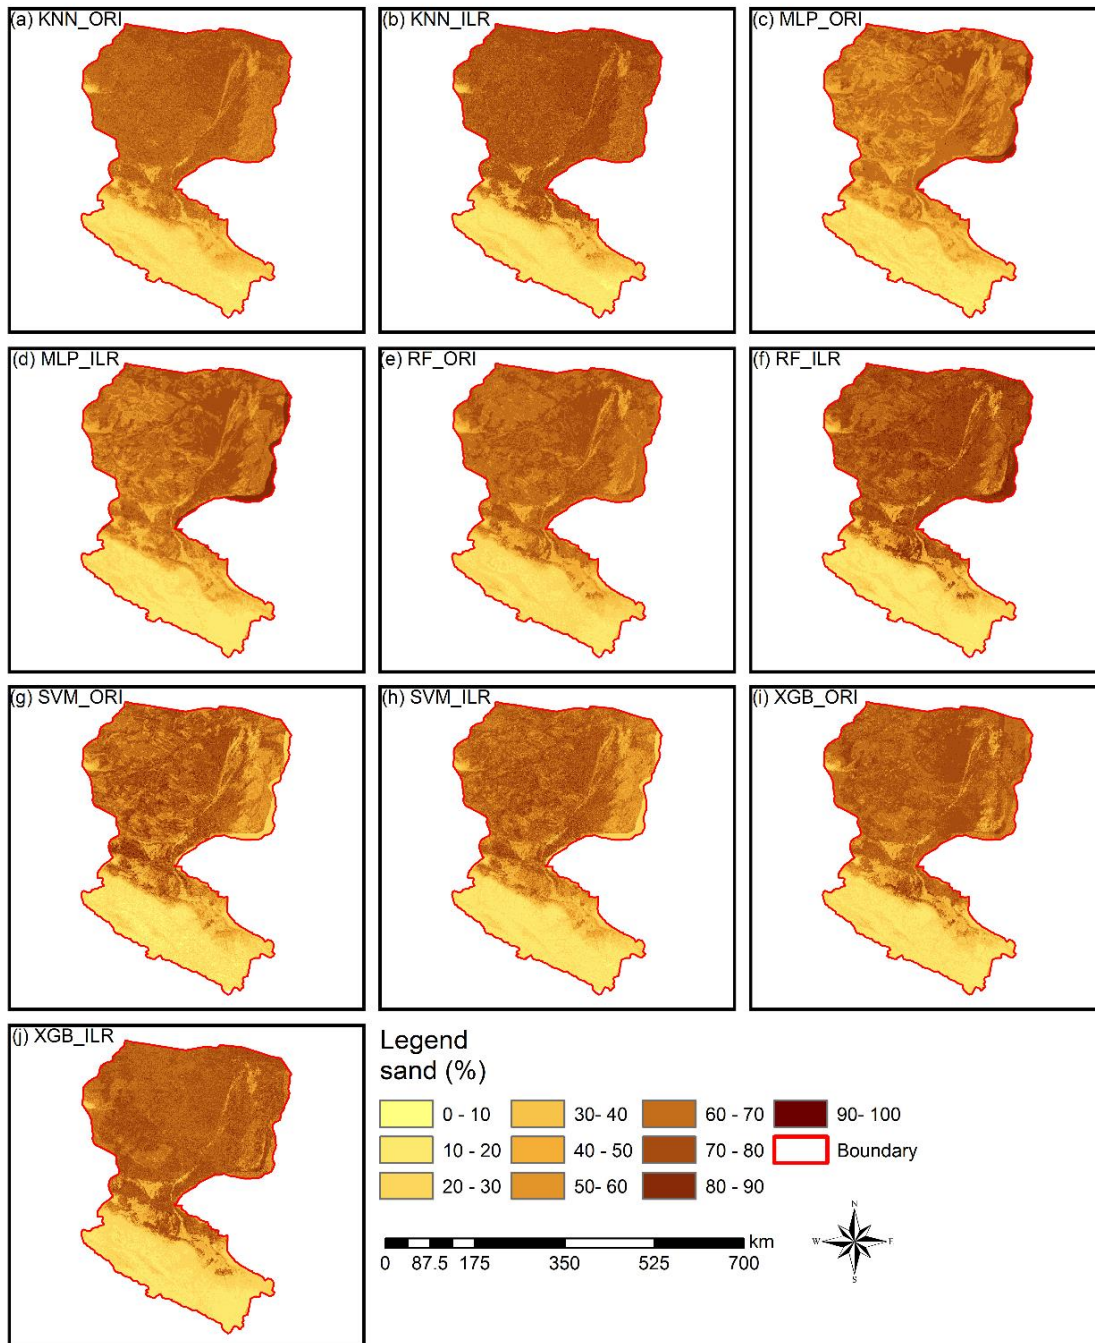 (a) KNN_ORI
(b) KNN_ILR
(c) MLP_ORI
(d) MLP_ILR
(e) RF_ORI
(f) RF_ILR
(g) SVM_ORI
(h) SVM_ILR
(i) XGB_ORI
(j) XGB_ILR
Legend
sand (%)
0 - 10
30- 40
60 - 70
90- 100
10 - 20
40 - 50
70 - 80
Boundary
20 - 30
50- 60
80 - 90
km
0 87.5 175 350 525 700
N
W E
S